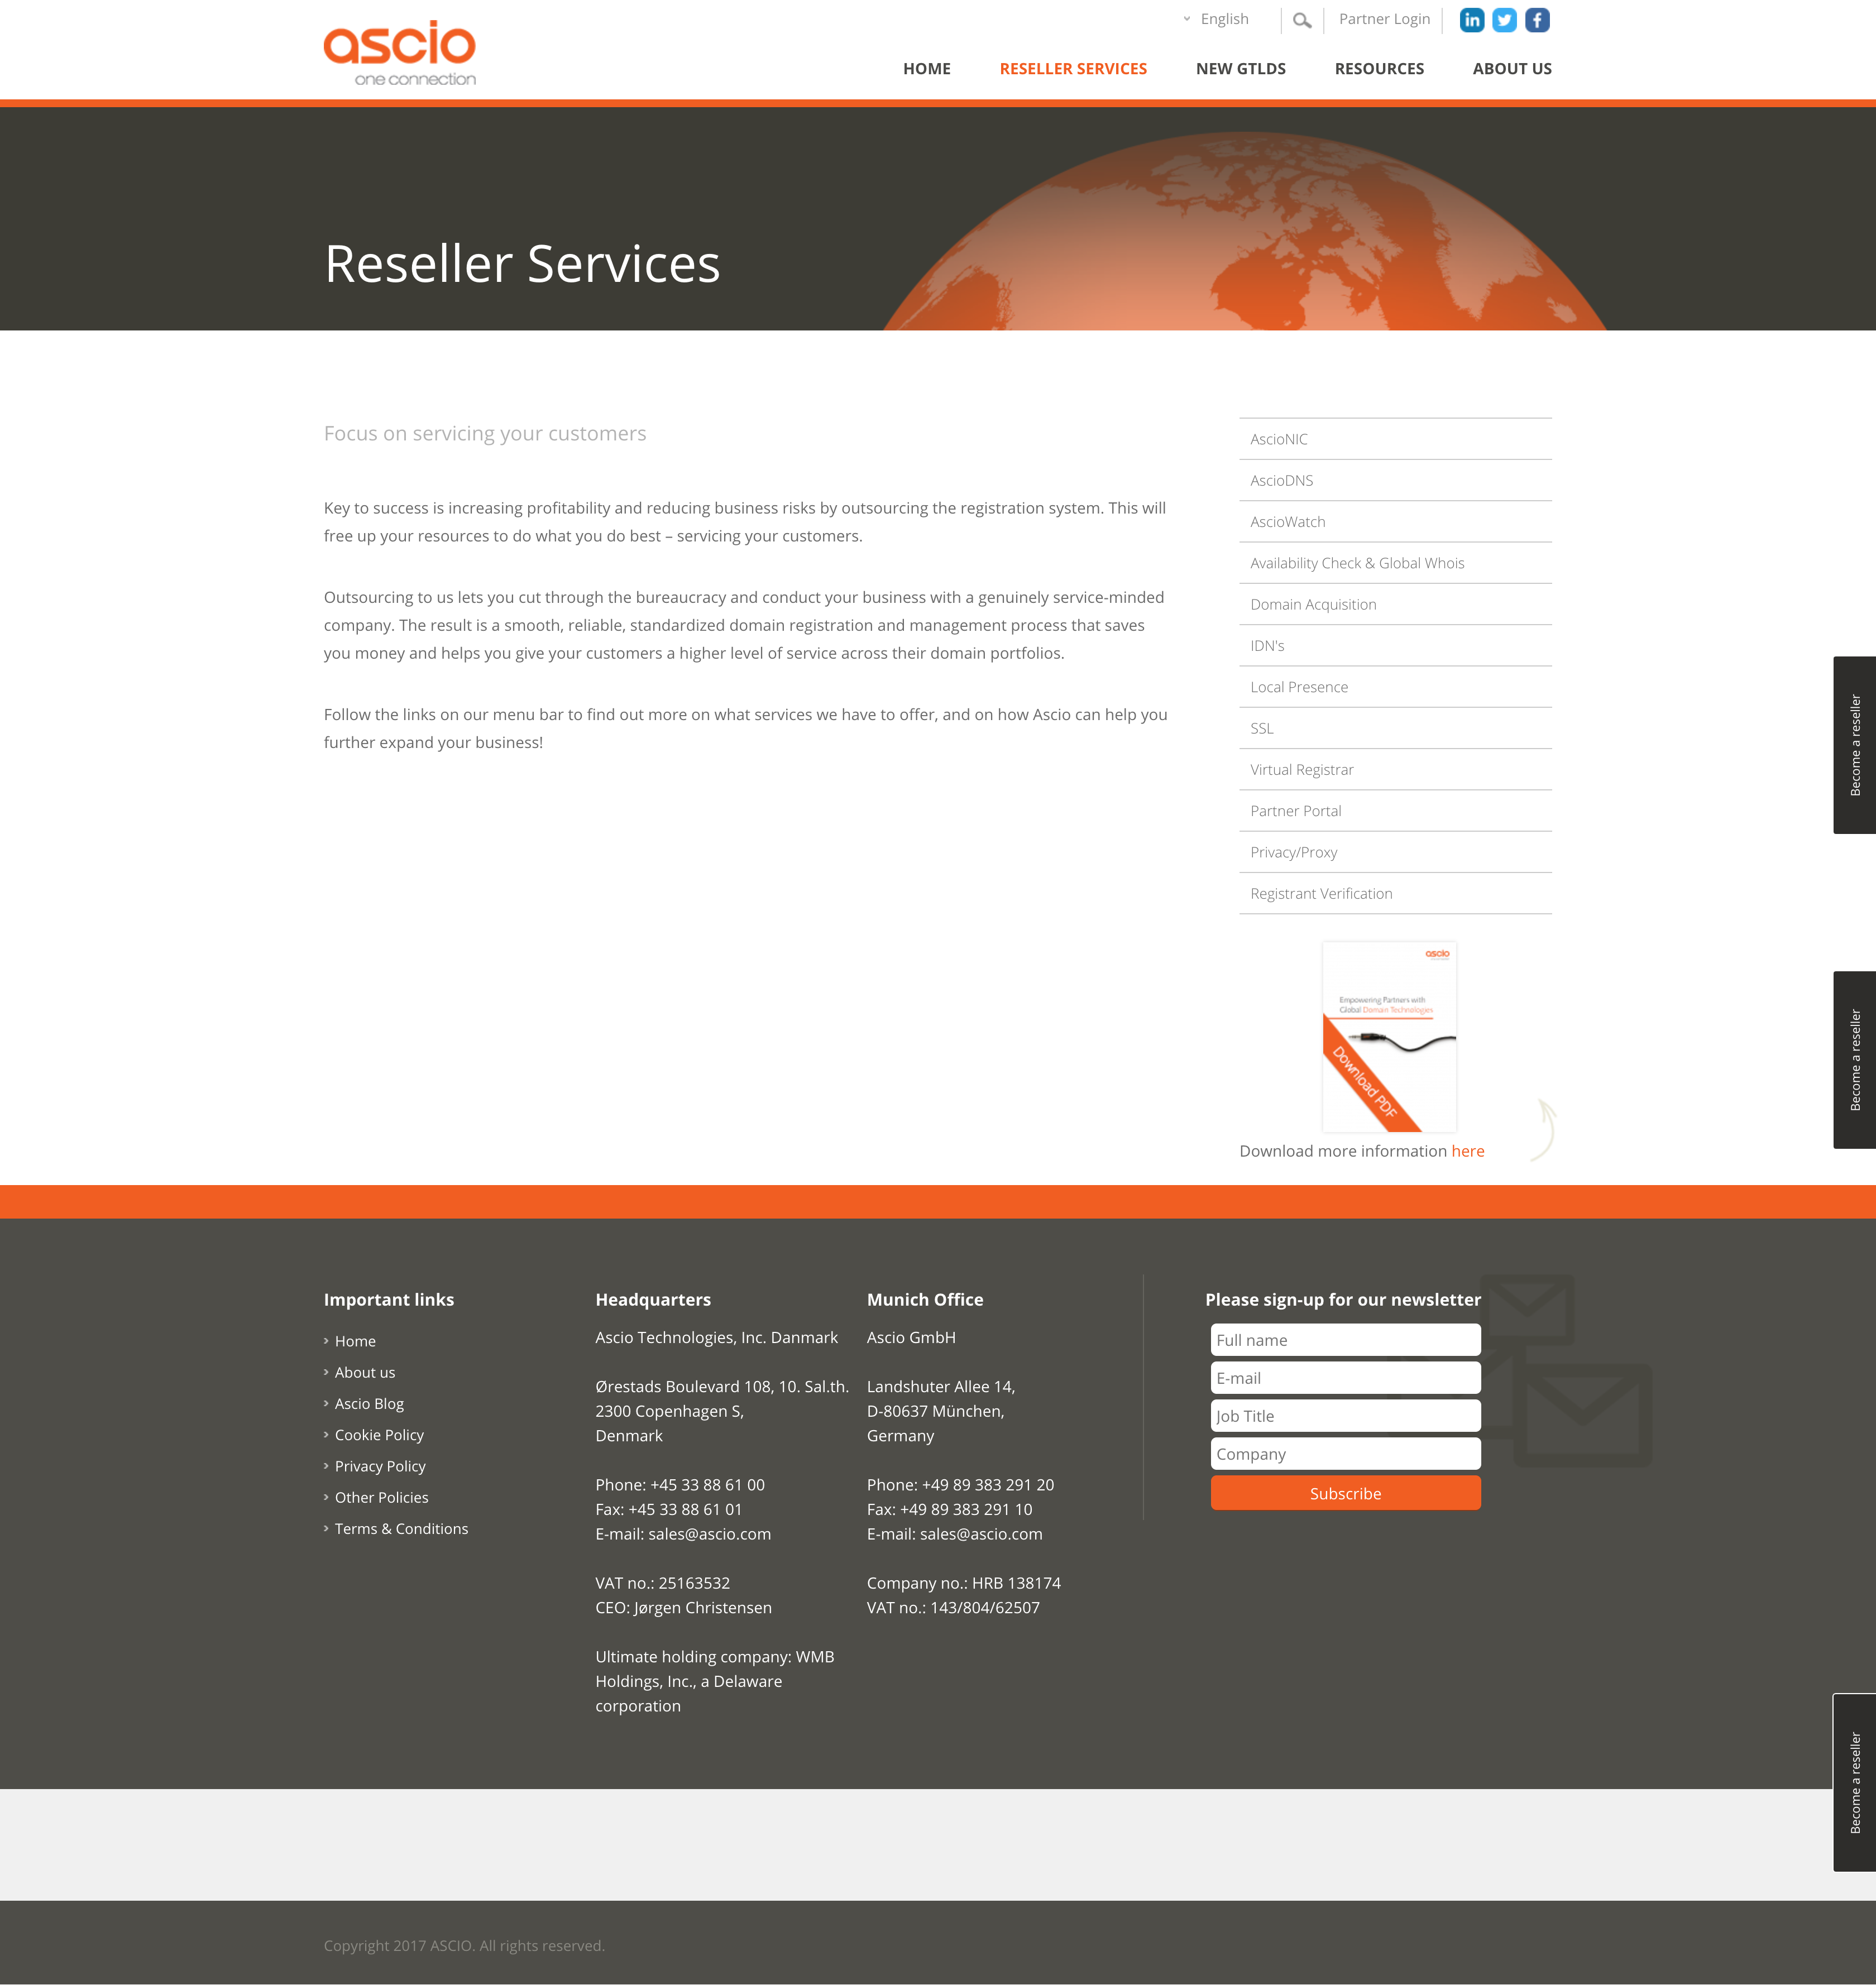 ascio
one connection
English
Partner Login
HOME
RESELLER SERVICES
NEW GTLDS
RESOURCES
ABOUT US
Reseller Services
Focus on servicing your customers
Key to success is increasing profitability and reducing business risks by outsourcing the registration system. This will
free up your resources to do what you do best – servicing your customers.
Outsourcing to us lets you cut through the bureaucracy and conduct your business with a genuinely service-minded
company. The result is a smooth, reliable, standardized domain registration and management process that saves
you money and helps you give your customers a higher level of service across their domain portfolios.
Follow the links on our menu bar to find out more on what services we have to offer, and on how Ascio can help you
further expand your business!
AscioNIC
AscioDNS
AscioWatch
Availability Check & Global Whois
Domain Acquisition
IDN's
Local Presence
SSL
Virtual Registrar
Partner Portal
Privacy/Proxy
Registrant Verification
ascio
Empowering Partners with
Global Domain Technologies
Download PDF
Download more information here
Become a reseller
Become a reseller
Important links
Home
About us
Ascio Blog
Cookie Policy
Privacy Policy
Other Policies
Terms & Conditions
Headquarters
Ascio Technologies, Inc. Danmark
Ørestads Boulevard 108, 10. Sal.th.
2300 Copenhagen S,
Denmark
Phone: +45 33 88 61 00
Fax: +45 33 88 61 01
E-mail: sales@ascio.com
VAT no.: 25163532
CEO: Jørgen Christensen
Ultimate holding company: WMB
Holdings, Inc., a Delaware
corporation
Munich Office
Ascio GmbH
Landshuter Allee 14,
D-80637 München,
Germany
Phone: +49 89 383 291 20
Fax: +49 89 383 291 10
E-mail: sales@ascio.com
Company no.: HRB 138174
VAT no.: 143/804/62507
Please sign-up for our newsletter
Full name
E-mail
Job Title
Company
Subscribe
Become a reseller
Copyright 2017 ASCIO. All rights reserved.